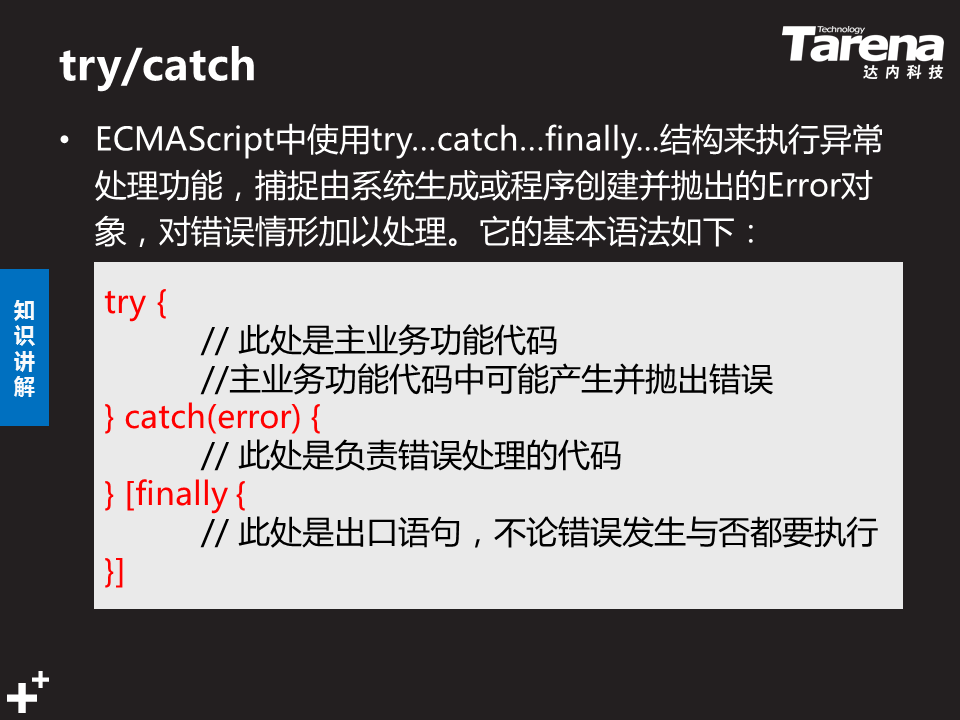 try/catch
Technology
Tarena
达内科技
• ECMAScript中使用try…catch…finally...结构来执行异常
处理功能，捕捉由系统生成或程序创建并抛出的Error对
象，对错误情形加以处理。它的基本语法如下：
知
识
讲
解
try {
// 此处是主业务功能代码
//主业务功能代码中可能产生并抛出错误
} catch(error) {
// 此处是负责错误处理的代码
} [finally {
// 此处是出口语句，不论错误发生与否都要执行
}]